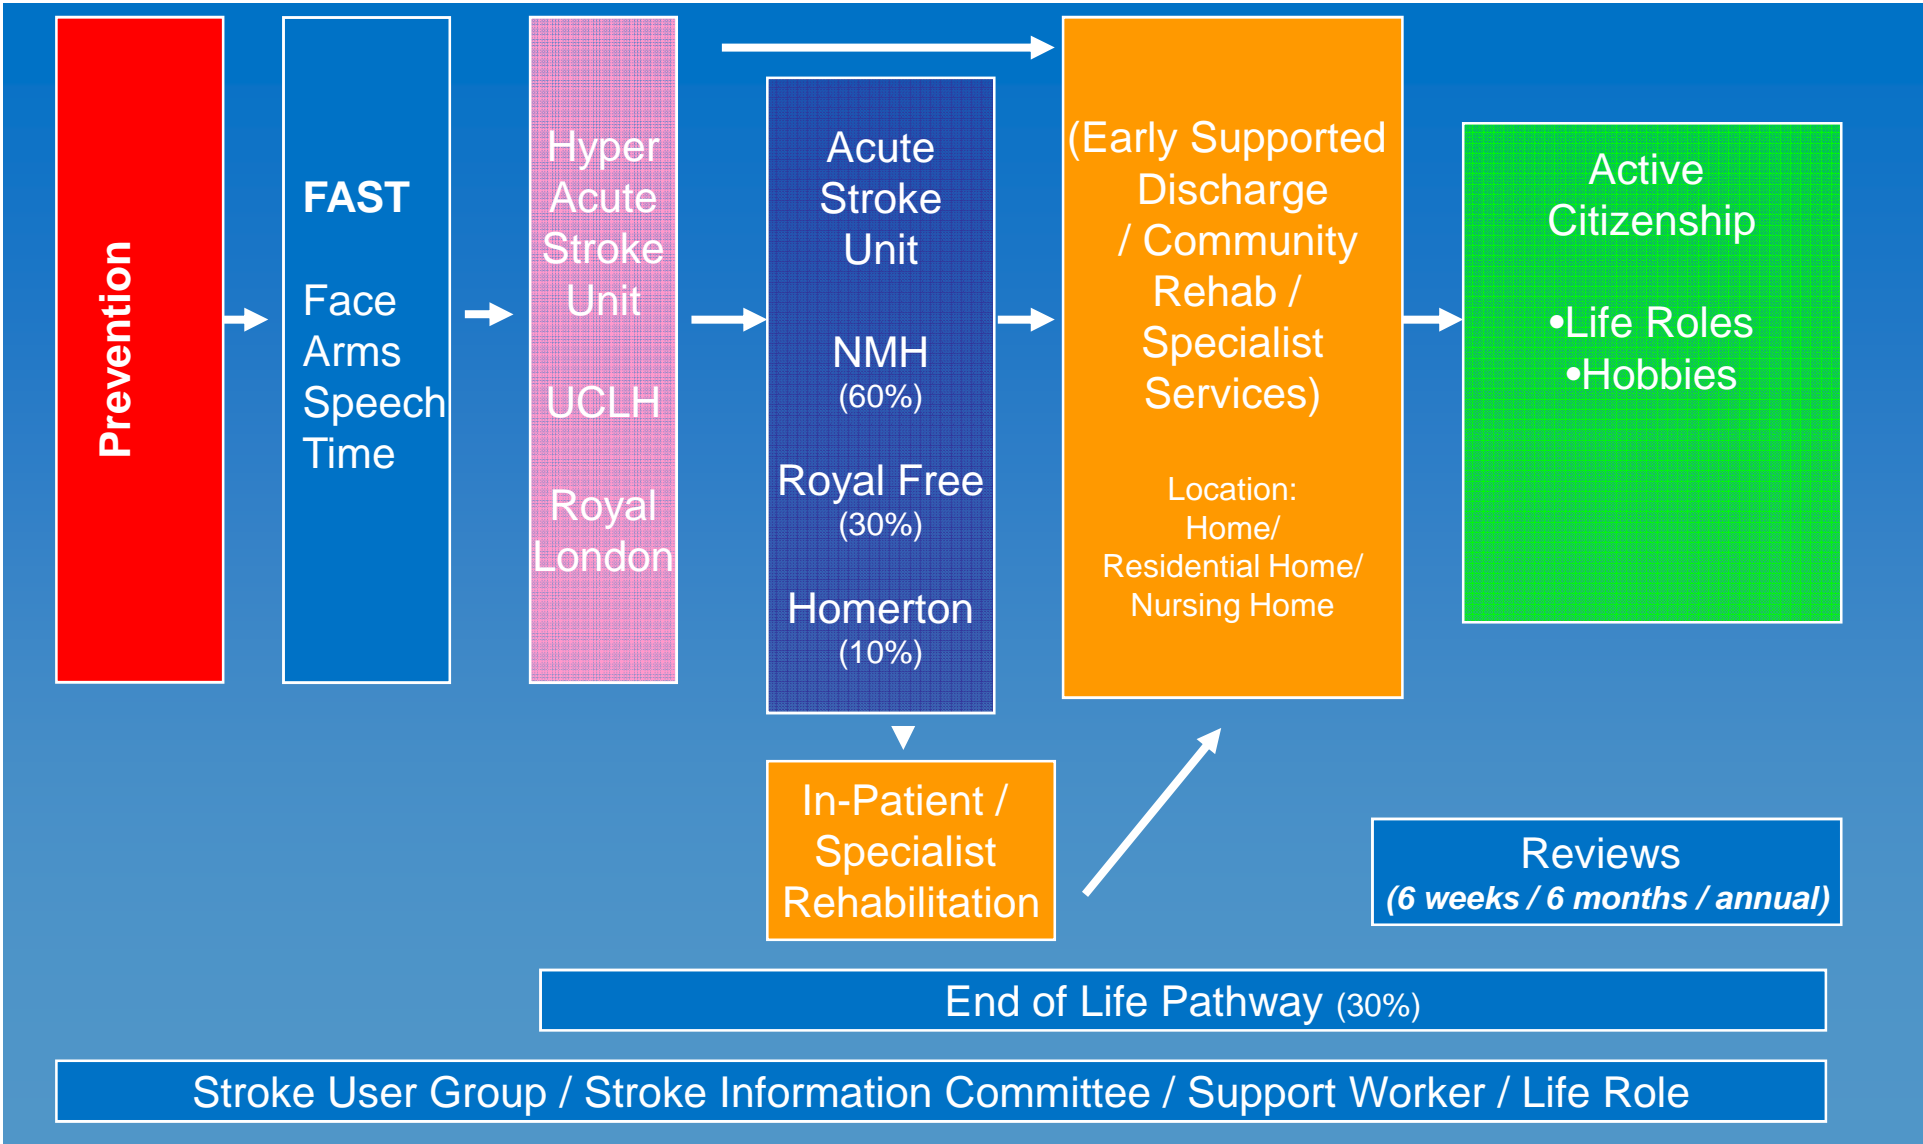 Prevention
FAST
Face
Arms
Speech
Time
Hyper
Acute
Stroke
Unit
UCLH
Royal
London
Acute
Stroke
Unit
NMH
(60%)
Royal Free
(30%)
Homerton
(10%)
In-Patient /
Specialist
Rehabilitation
(Early Supported
Discharge
/ Community
Rehab /
Specialist
Services)
Location:
Home/
Residential Home/
Nursing Home
Active
Citizenship
•Life Roles
•Hobbies
Reviews
(6 weeks / 6 months / annual)
End of Life Pathway (30%)
Stroke User Group / Stroke Information Committee / Support Worker / Life Role